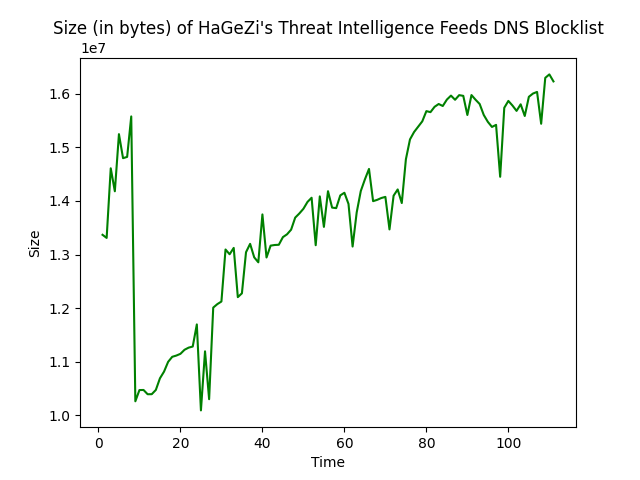 Size (in bytes) of HaGeZi's Threat Intelligence Feeds DNS Blocklist
1e7
1.6
1.5
1.4
1.3
1.2
1.1
1.0
Size
0 20 40 60 80 100
Time